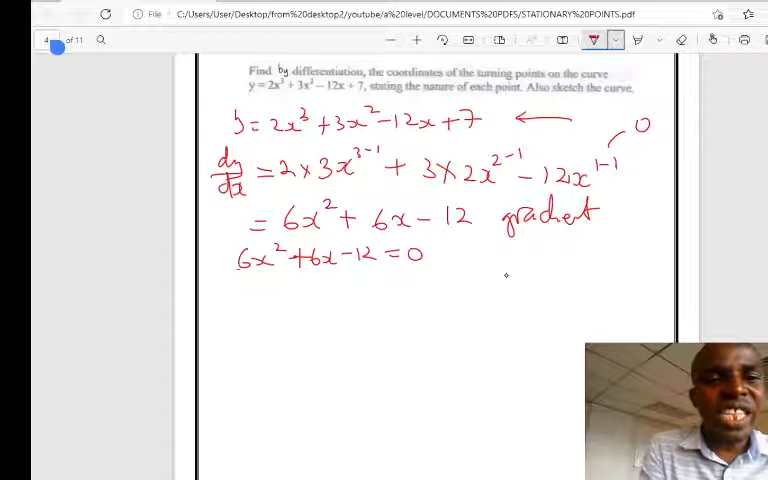 File
C:/Users/User/Desktop/from%20desktop2/youtube/a%20level/DOCUMENTS%20PDFS/STATIONARY%20POINTS.pdf
4 of 11
Find by differentiation, the coordinates of the turning points on the curve
y = 2x³ + 3x² – 12x + 7, stating the nature of each point. Also sketch the curve.
y = 2x³ + 3x² - 12x + 7 ←
0
dy/dx = 2 × 3x³⁻¹ + 3 × 2x²⁻¹ - 12x¹⁻¹
= 6x² + 6x - 12 gradient
6x² + 6x - 12 = 0